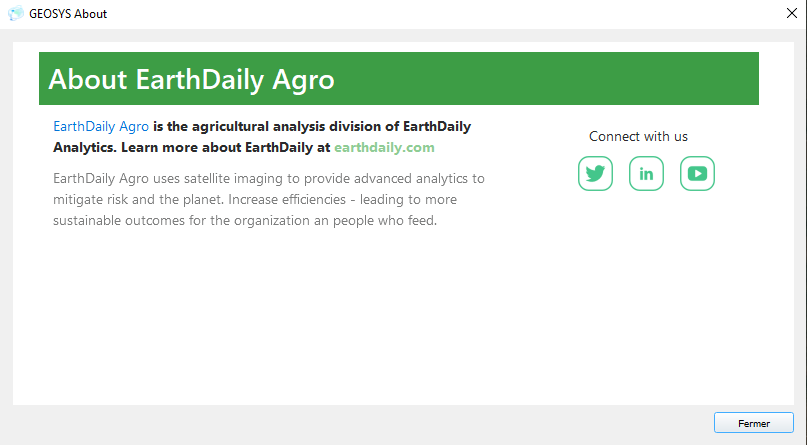 GEOSYS About
About EarthDaily Agro
EarthDaily Agro is the agricultural analysis division of EarthDaily
Analytics. Learn more about EarthDaily at earthdaily.com
EarthDaily Agro uses satellite imaging to provide advanced analytics to
mitigate risk and the planet. Increase efficiencies - leading to more
sustainable outcomes for the organization an people who feed.
Connect with us
in
Fermer